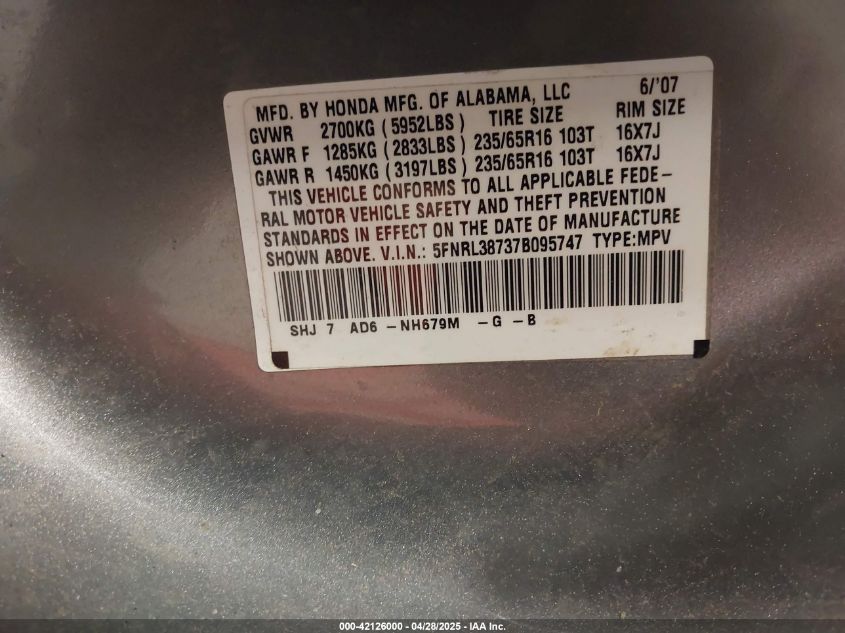 MFD. BY HONDA MFG. OF ALABAMA, LLC 6/'07
GVWR 2700KG (5952LBS) TIRE SIZE RIM SIZE
GAWR F 1285KG (2833LBS) 235/65R16 103T 16X7J
GAWR R 1450KG (3197LBS) 235/65R16 103T 16X7J
THIS VEHICLE CONFORMS TO ALL APPLICABLE FEDE-
RAL MOTOR VEHICLE SAFETY AND THEFT PREVENTION
STANDARDS IN EFFECT ON THE DATE OF MANUFACTURE
SHOWN ABOVE. V.I.N.: 5FNRL38737B095747 TYPE:MPV
SHJ 7 AD6 -NH679M -G -B
000-42126000 - 04/28/2025 - IAA Inc.